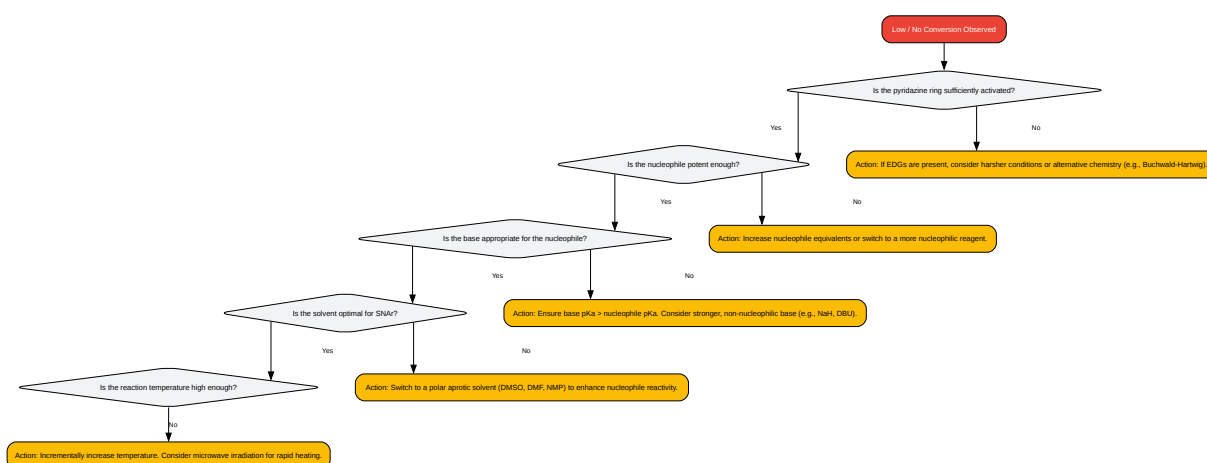 Low / No Conversion Observed
Is the pyridazine ring sufficiently activated?
Yes
No
Is the nucleophile potent enough?
Action: If EDGs are present, consider harsher conditions or alternative chemistry (e.g., Buchwald-Hartwig).
Yes
No
Is the base appropriate for the nucleophile?
Action: Increase nucleophile equivalents or switch to a more nucleophilic reagent.
Yes
No
Is the solvent optimal for SNAr?
Action: Ensure base pKa > nucleophile pKa. Consider stronger, non-nucleophilic base (e.g., NaH, DBU).
Yes
No
Is the reaction temperature high enough?
Action: Switch to a polar aprotic solvent (DMSO, DMF, NMP) to enhance nucleophile reactivity.
No
Action: Incrementally increase temperature. Consider microwave irradiation for rapid heating.